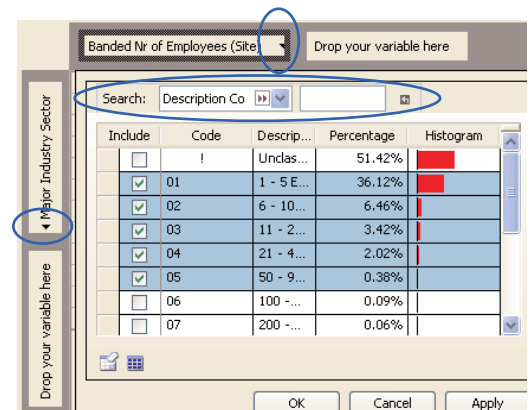 Banded Nr of Employees (Site) Drop your variable here
Major Industry Sector
Drop your variable here
Search: Description Co
Include Code Descrip... Percentage Histogram
! Unclas... 51.42%
01 1 - 5 E... 36.12%
02 6 - 10... 6.46%
03 11 - 2... 3.42%
04 21 - 4... 2.02%
05 50 - 9... 0.38%
06 100 -... 0.09%
07 200 -... 0.06%
OK Cancel Apply